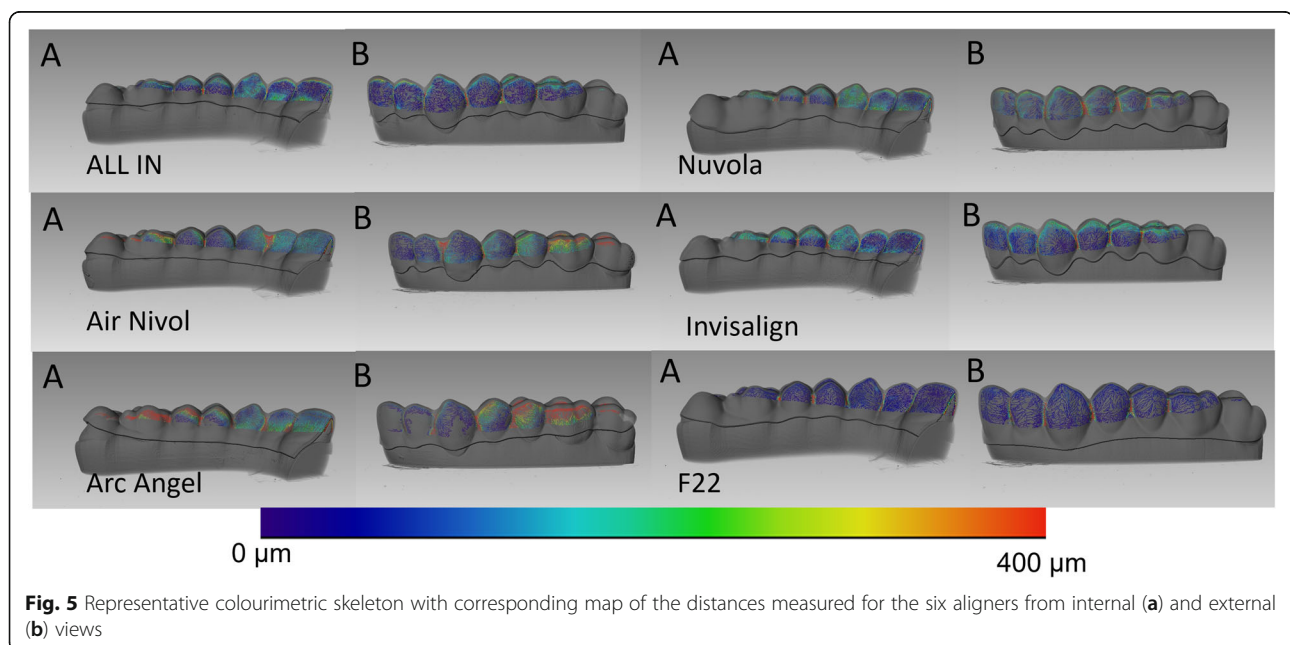 A B A B
ALL IN Nuvola
A B A B
Air Nivol Invisalign
A B A B
Arc Angel F22
0 µm 400 µm
Fig. 5 Representative colourimetric skeleton with corresponding map of the distances measured for the six aligners from internal (a) and external
(b) views